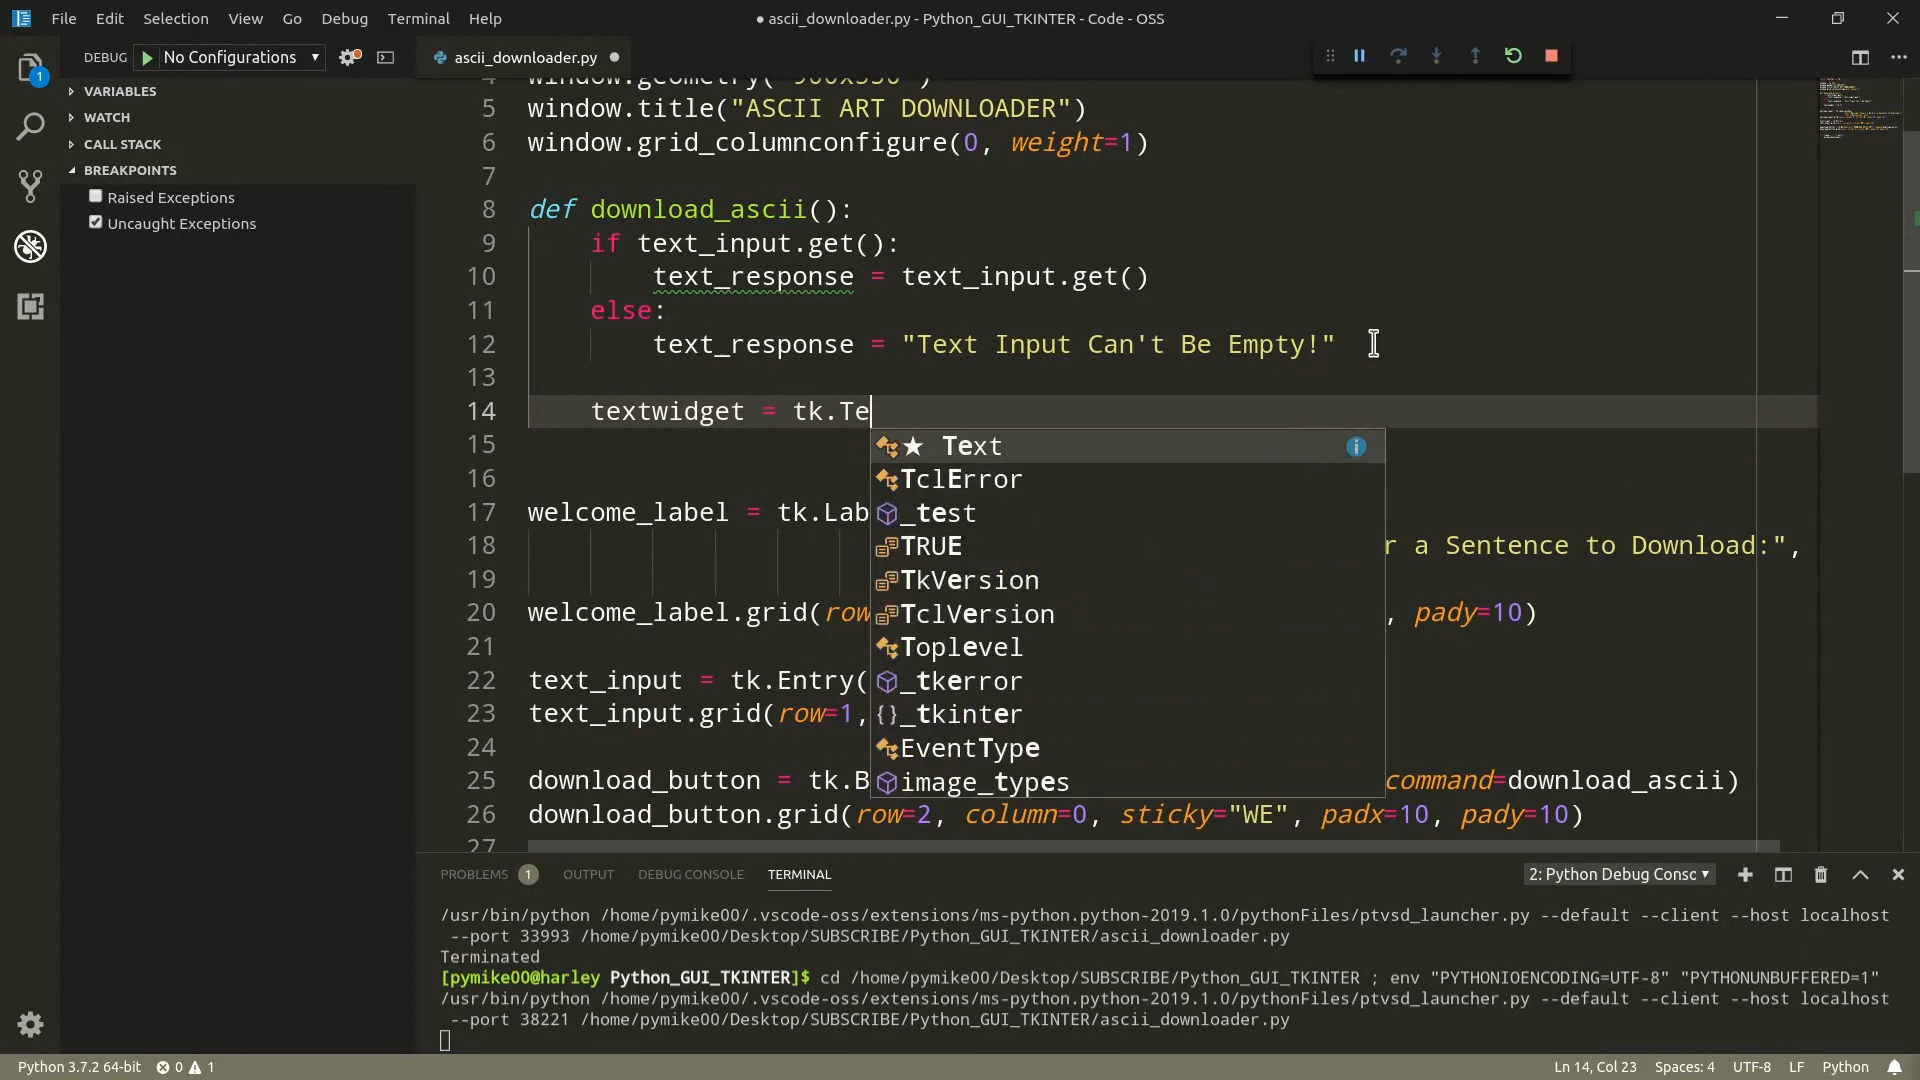 File Edit Selection View Go Debug Terminal Help
● ascii_downloader.py - Python_GUI_TKINTER - Code - OSS
DEBUG No Configurations
ascii_downloader.py
1
VARIABLES
WATCH
CALL STACK
BREAKPOINTS
Raised Exceptions
Uncaught Exceptions
4 window.geometry("900x350")
5 window.title("ASCII ART DOWNLOADER")
6 window.grid_columnconfigure(0, weight=1)
7
8 def download_ascii():
9 if text_input.get():
10 text_response = text_input.get()
11 else:
12 text_response = "Text Input Can't Be Empty!"
13
14 textwidget = tk.Te
15 ★ Text
16 TclError
17 welcome_label = tk.Lab _test
18 TRUE r a Sentence to Download:",
19 TkVersion
20 welcome_label.grid(row TclVersion , pady=10)
21 Toplevel
22 text_input = tk.Entry( _tkerror
23 text_input.grid(row=1, {} _tkinter
24 EventType
25 download_button = tk.B image_types command=download_ascii)
26 download_button.grid(row=2, column=0, sticky="WE", padx=10, pady=10)
27
PROBLEMS 1 OUTPUT DEBUG CONSOLE TERMINAL 2: Python Debug Consc
/usr/bin/python /home/pymike00/.vscode-oss/extensions/ms-python.python-2019.1.0/pythonFiles/ptvsd_launcher.py --default --client --host localhost
--port 33993 /home/pymike00/Desktop/SUBSCRIBE/Python_GUI_TKINTER/ascii_downloader.py
Terminated
[pymike00@harley Python_GUI_TKINTER]$ cd /home/pymike00/Desktop/SUBSCRIBE/Python_GUI_TKINTER ; env "PYTHONIOENCODING=UTF-8" "PYTHONUNBUFFERED=1"
/usr/bin/python /home/pymike00/.vscode-oss/extensions/ms-python.python-2019.1.0/pythonFiles/ptvsd_launcher.py --default --client --host localhost
--port 38221 /home/pymike00/Desktop/SUBSCRIBE/Python_GUI_TKINTER/ascii_downloader.py
Python 3.7.2 64-bit 0 1 Ln 14, Col 23 Spaces: 4 UTF-8 LF Python